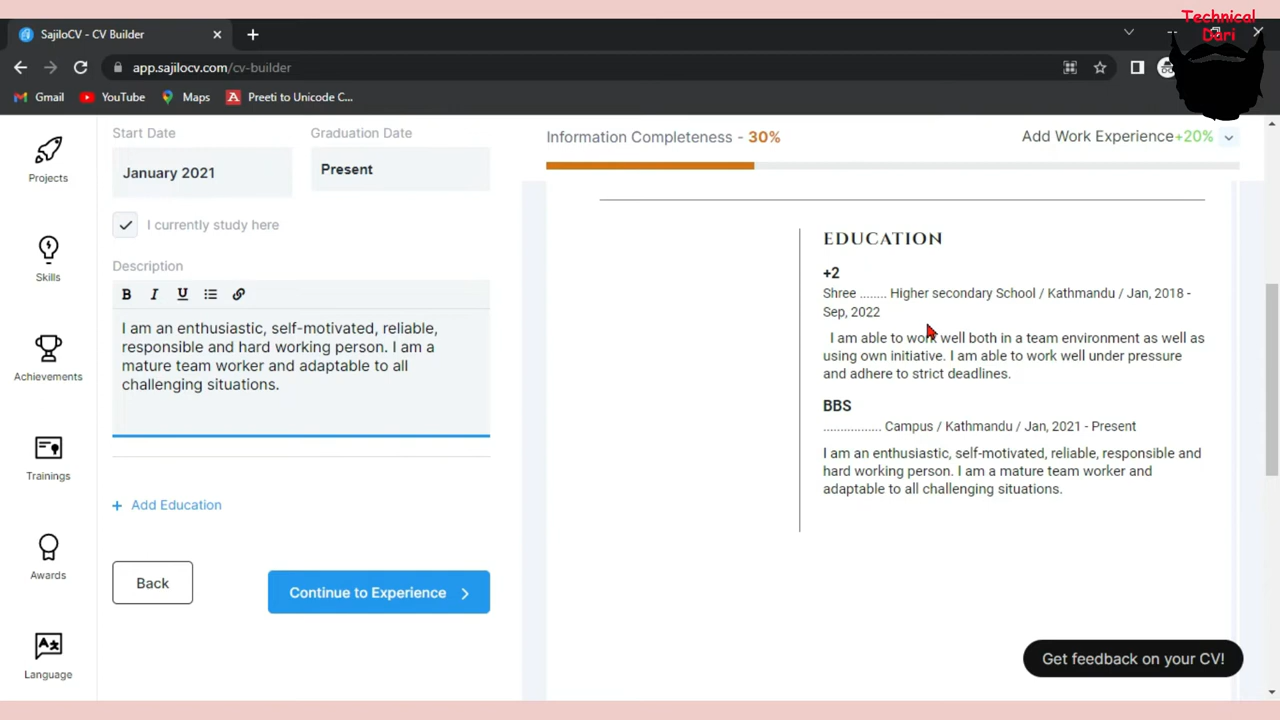 Technical
Dari
SajiloCV - CV Builder
app.sajilocv.com/cv-builder
Gmail
YouTube
Maps
Preeti to Unicode C...
Projects
Skills
Achievements
Trainings
Awards
Language
Start Date
Graduation Date
January 2021
Present
I currently study here
Description
B I U
I am an enthusiastic, self-motivated, reliable,
responsible and hard working person. I am a
mature team worker and adaptable to all
challenging situations.
+ Add Education
Back
Continue to Experience
Information Completeness - 30%
Add Work Experience+20%
EDUCATION
+2
Shree ........ Higher secondary School / Kathmandu / Jan, 2018 -
Sep, 2022
I am able to work well both in a team environment as well as
using own initiative. I am able to work well under pressure
and adhere to strict deadlines.
BBS
................. Campus / Kathmandu / Jan, 2021 - Present
I am an enthusiastic, self-motivated, reliable, responsible and
hard working person. I am a mature team worker and
adaptable to all challenging situations.
Get feedback on your CV!